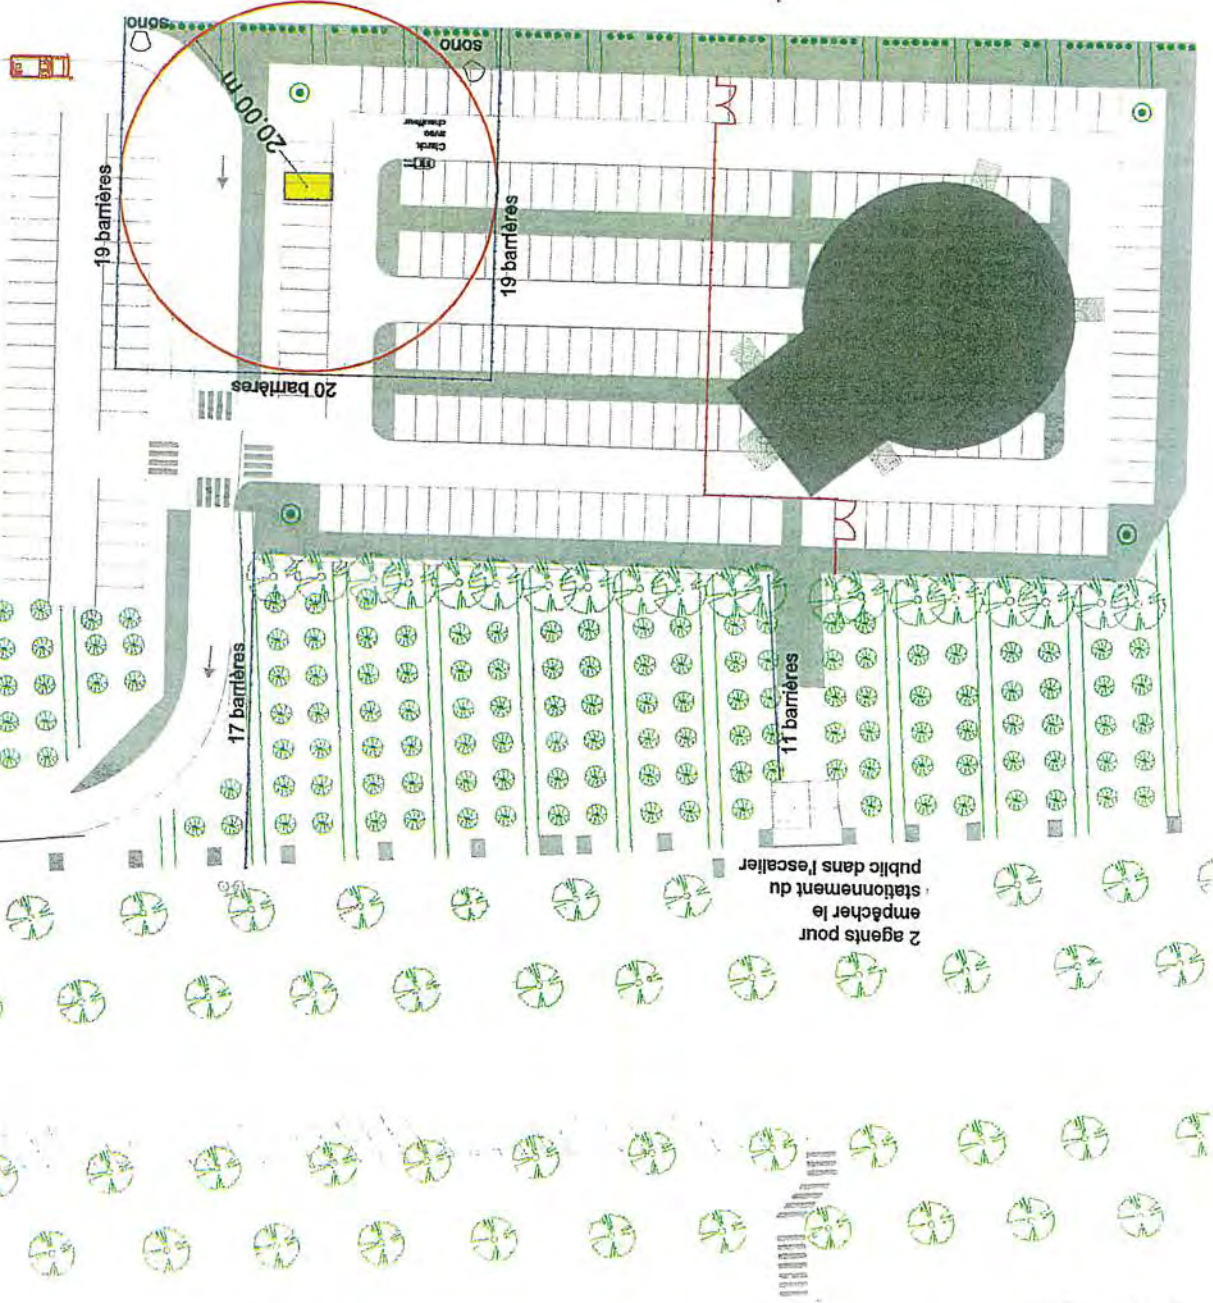 sono
sono
20.00 m
Clarck
avec
chauffeur
19 barrières
19 barrières
20 barrières
17 barrières
11 barrières
2 agents pour
empêcher le
stationnement du
public dans l'escalier